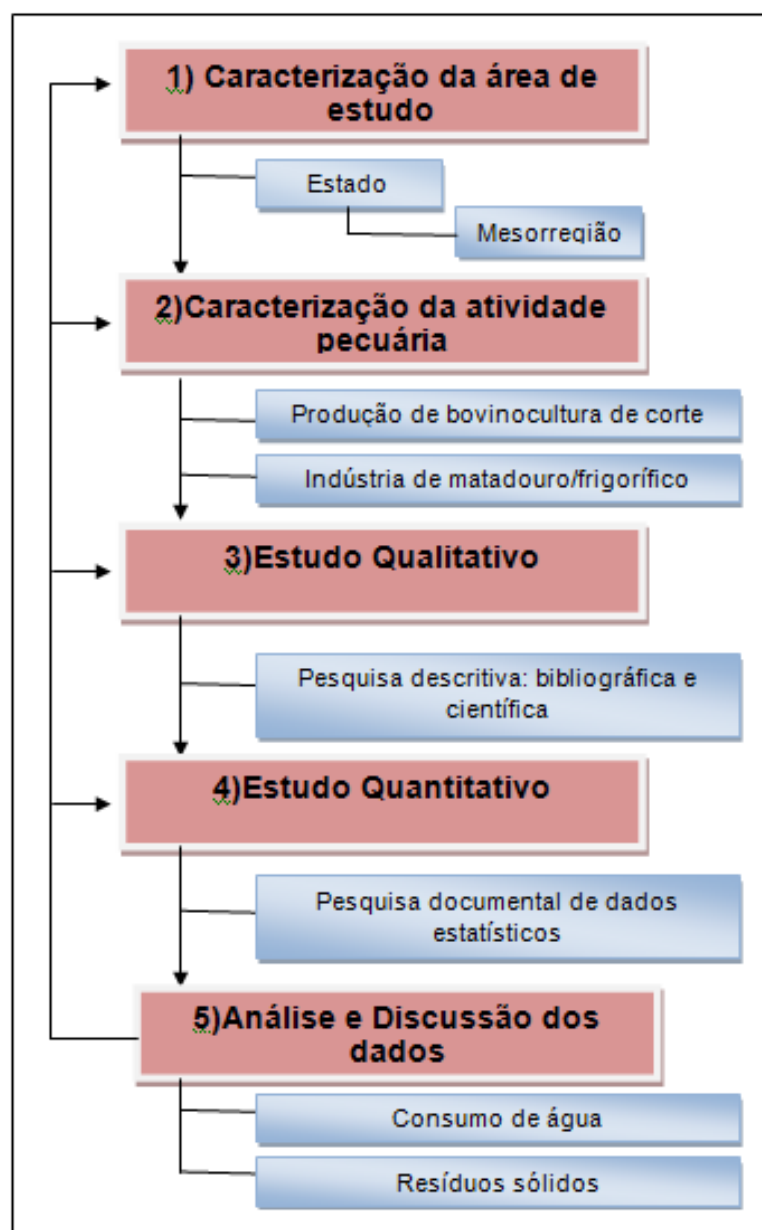 1) Caracterização da área de
estudo
Estado
Mesorregião
2)Caracterização da atividade
pecuária
Produção de bovinocultura de corte
Indústria de matadouro/frigorífico
3)Estudo Qualitativo
Pesquisa descritiva: bibliográfica e
científica
4)Estudo Quantitativo
Pesquisa documental de dados
estatísticos
5)Análise e Discussão dos
dados
Consumo de água
Resíduos sólidos